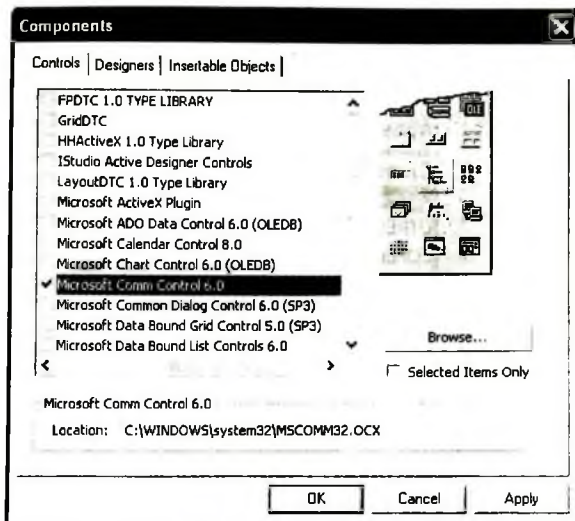 Components
Controls | Designers | Insertable Objects |
FPDTC 1.0 TYPE LIBRARY
GridDTC
HHActiveX 1.0 Type Library
IStudio Active Designer Controls
LayoutDTC 1.0 Type Library
Microsoft ActiveX Plugin
Microsoft ADO Data Control 6.0 (OLEDB)
Microsoft Calendar Control 8.0
Microsoft Chart Control 6.0 (OLEDB)
Microsoft Comm Control 6.0
Microsoft Common Dialog Control 6.0 (SP3)
Microsoft Data Bound Grid Control 5.0 (SP3)
Microsoft Data Bound List Controls 6.0
Browse...
Selected Items Only
Microsoft Comm Control 6.0
Location: C:\WINDOWS\system32\MSCOMM32.OCX
OK Cancel Apply